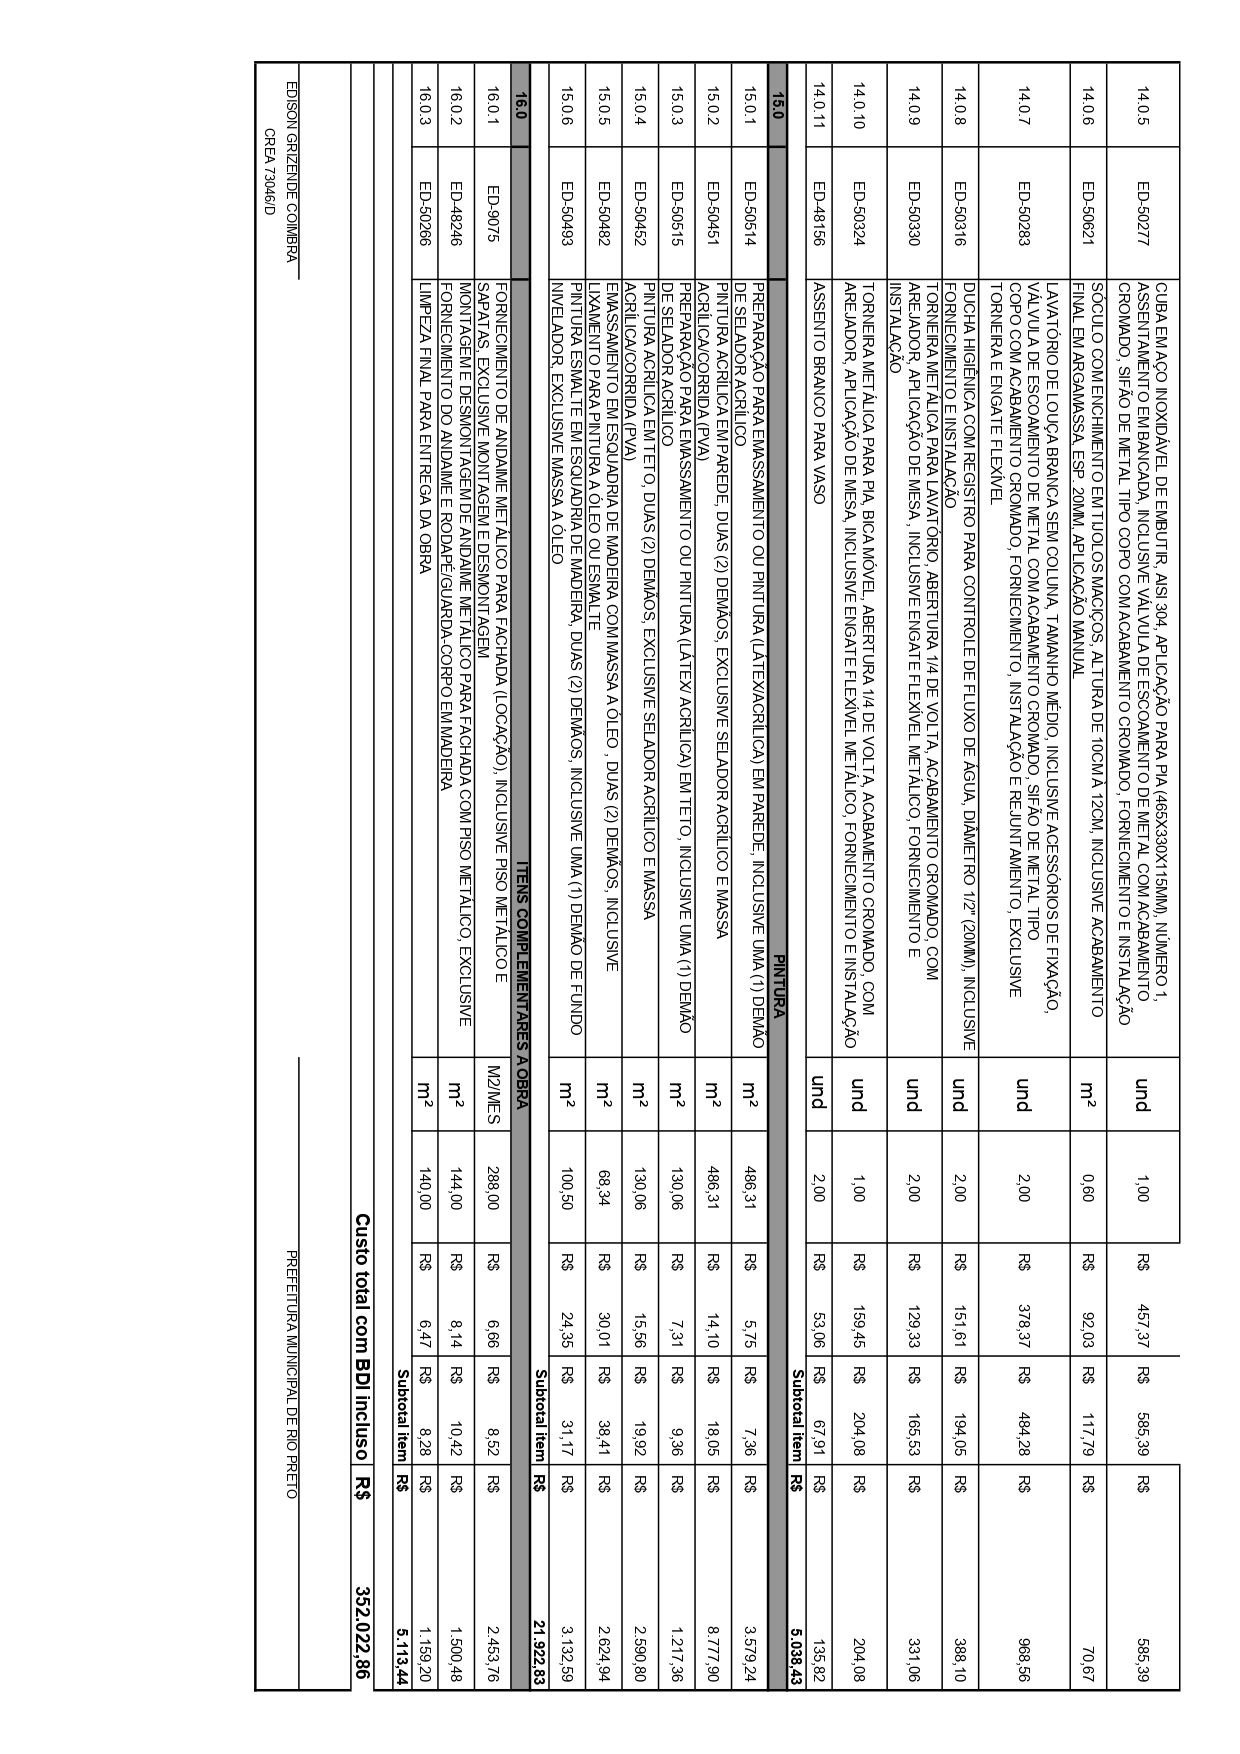 14.0.5 ED-50277 CUBA EM AÇO INOXIDÁVEL DE EMBUTIR, AISI 304, APLICAÇÃO PARA PIA (465X330X115MM), NÚMERO 1,
ASSENTAMENTO EM BANCADA, INCLUSIVE VÁLVULA DE ESCOAMENTO DE METAL COM ACABAMENTO
CROMADO, SIFÃO DE METAL TIPO COPO COM ACABAMENTO CROMADO, FORNECIMENTO E INSTALAÇÃO und 1,00 R$ 457,37 R$ 585,39 R$ 585,39
14.0.6 ED-50621 SÓCULO COM ENCHIMENTO EM TIJOLOS MACIÇOS, ALTURA DE 10CM À 12CM, INCLUSIVE ACABAMENTO
FINAL EM ARGAMASSA, ESP. 20MM, APLICAÇÃO MANUAL m² 0,60 R$ 92,03 R$ 117,79 R$ 70,67
14.0.7 ED-50283 LAVATÓRIO DE LOUÇA BRANCA SEM COLUNA, TAMANHO MÉDIO, INCLUSIVE ACESSÓRIOS DE FIXAÇÃO,
VÁLVULA DE ESCOAMENTO DE METAL COM ACABAMENTO CROMADO, SIFÃO DE METAL TIPO
COPO COM ACABAMENTO CROMADO, FORNECIMENTO, INSTALAÇÃO E REJUNTAMENTO, EXCLUSIVE
TORNEIRA E ENGATE FLEXÍVEL und 2,00 R$ 378,37 R$ 484,28 R$ 968,56
14.0.8 ED-50316 DUCHA HIGIÊNICA COM REGISTRO PARA CONTROLE DE FLUXO DE ÁGUA, DIÂMETRO 1/2" (20MM), INCLUSIVE
FORNECIMENTO E INSTALAÇÃO und 2,00 R$ 151,61 R$ 194,05 R$ 388,10
14.0.9 ED-50330 TORNEIRA METÁLICA PARA LAVATÓRIO, ABERTURA 1/4 DE VOLTA, ACABAMENTO CROMADO, COM
AREJADOR, APLICAÇÃO DE MESA , INCLUSIVE ENGATE FLEXÍVEL METÁLICO, FORNECIMENTO E
INSTALAÇÃO und 2,00 R$ 129,33 R$ 165,53 R$ 331,06
14.0.10 ED-50324 TORNEIRA METÁLICA PARA PIA, BICA MÓVEL, ABERTURA 1/4 DE VOLTA, ACABAMENTO CROMADO, COM
AREJADOR, APLICAÇÃO DE MESA, INCLUSIVE ENGATE FLEXÍVEL METÁLICO, FORNECIMENTO E INSTALAÇÃO und 1,00 R$ 159,45 R$ 204,08 R$ 204,08
14.0.11 ED-48156 ASSENTO BRANCO PARA VASO und 2,00 R$ 53,06 R$ 67,91 R$ 135,82
Subtotal item R$ 5.038,43
15.0 PINTURA
15.0.1 ED-50514 PREPARAÇÃO PARA EMASSAMENTO OU PINTURA (LÁTEX/ACRÍLICA) EM PAREDE, INCLUSIVE UMA (1) DEMÃO
DE SELADOR ACRÍLICO m² 486,31 R$ 5,75 R$ 7,36 R$ 3.579,24
15.0.2 ED-50451 PINTURA ACRÍLICA EM PAREDE, DUAS (2) DEMÃOS, EXCLUSIVE SELADOR ACRÍLICO E MASSA
ACRÍLICA/CORRIDA (PVA) m² 486,31 R$ 14,10 R$ 18,05 R$ 8.777,90
15.0.3 ED-50515 PREPARAÇÃO PARA EMASSAMENTO OU PINTURA (LÁTEX/ ACRÍLICA) EM TETO, INCLUSIVE UMA (1) DEMÃO
DE SELADOR ACRÍLICO m² 130,06 R$ 7,31 R$ 9,36 R$ 1.217,36
15.0.4 ED-50452 PINTURA ACRÍLICA EM TETO, DUAS (2) DEMÃOS, EXCLUSIVE SELADOR ACRÍLICO E MASSA
ACRÍLICA/CORRIDA (PVA) m² 130,06 R$ 15,56 R$ 19,92 R$ 2.590,80
15.0.5 ED-50482 EMASSAMENTO EM ESQUADRIA DE MADEIRA COM MASSA A ÓLEO , DUAS (2) DEMÃOS, INCLUSIVE
LIXAMENTO PARA PINTURA A ÓLEO OU ESMALTE m² 68,34 R$ 30,01 R$ 38,41 R$ 2.624,94
15.0.6 ED-50493 PINTURA ESMALTE EM ESQUADRIA DE MADEIRA, DUAS (2) DEMÃOS, INCLUSIVE UMA (1) DEMÃO DE FUNDO
NIVELADOR, EXCLUSIVE MASSA A ÓLEO m² 100,50 R$ 24,35 R$ 31,17 R$ 3.132,59
Subtotal item R$ 21.922,83
16.0 ITENS COMPLEMENTARES A OBRA
16.0.1 ED-9075 FORNECIMENTO DE ANDAIME METÁLICO PARA FACHADA (LOCAÇÃO), INCLUSIVE PISO METÁLICO E
SAPATAS, EXCLUSIVE MONTAGEM E DESMONTAGEM M2/MES 288,00 R$ 6,66 R$ 8,52 R$ 2.453,76
16.0.2 ED-48246 MONTAGEM E DESMONTAGEM DE ANDAIME METÁLICO PARA FACHADA COM PISO METÁLICO, EXCLUSIVE
FORNECIMENTO DO ANDAIME E RODAPÉ/GUARDA-CORPO EM MADEIRA m² 144,00 R$ 8,14 R$ 10,42 R$ 1.500,48
16.0.3 ED-50266 LIMPEZA FINAL PARA ENTREGA DA OBRA m² 140,00 R$ 6,47 R$ 8,28 R$ 1.159,20
Subtotal item R$ 5.113,44
Custo total com BDI incluso R$ 352.022,86
EDISON GRIZENDE COIMBRA PREFEITURA MUNICIPAL DE RIO PRETO
CREA 73046/D